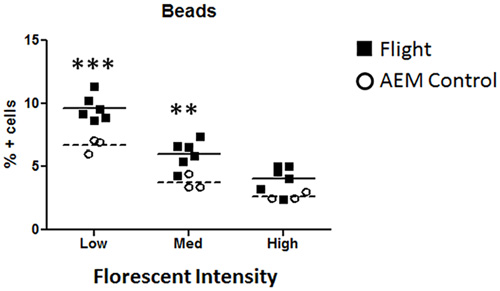 Beads
15
10
5
0
% + cells
***
**
Low
Med
High
Florescent Intensity
Flight
AEM Control